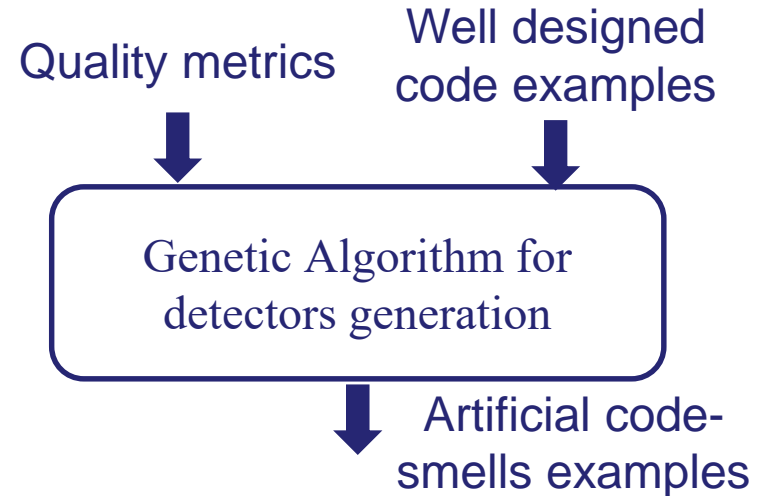 Quality metrics
Well designed
code examples
Genetic Algorithm for
detectors generation
Artificial code-
smells examples